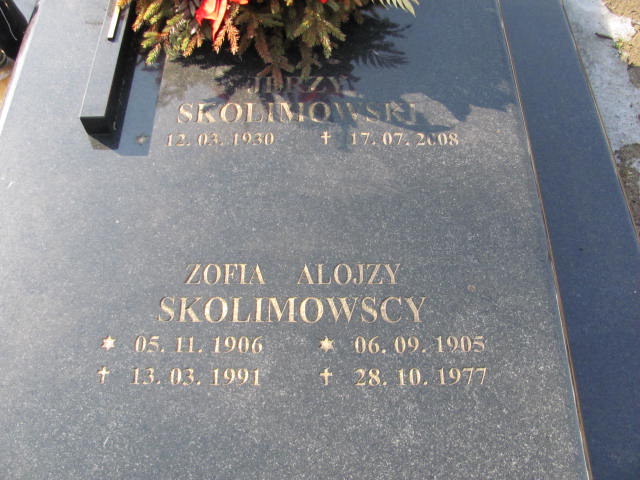 JERZY
SKOLIMOWSKI
12. 03. 1930 ✝ 17. 07. 2008
ZOFIA ALOJZY
SKOLIMOWSCY
✶ 05. 11. 1906 ✶ 06. 09. 1905
✝ 13. 03. 1991 ✝ 28. 10. 1977